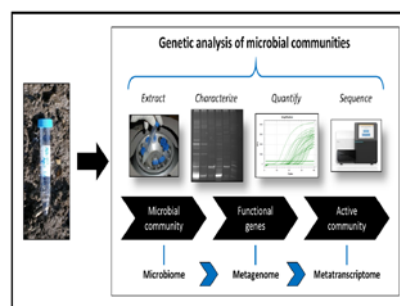 Genetic analysis of microbial communities
Extract Characterize Quantify Sequence
Microbial community Functional genes Active community
Microbiome Metagenome Metatranscriptome